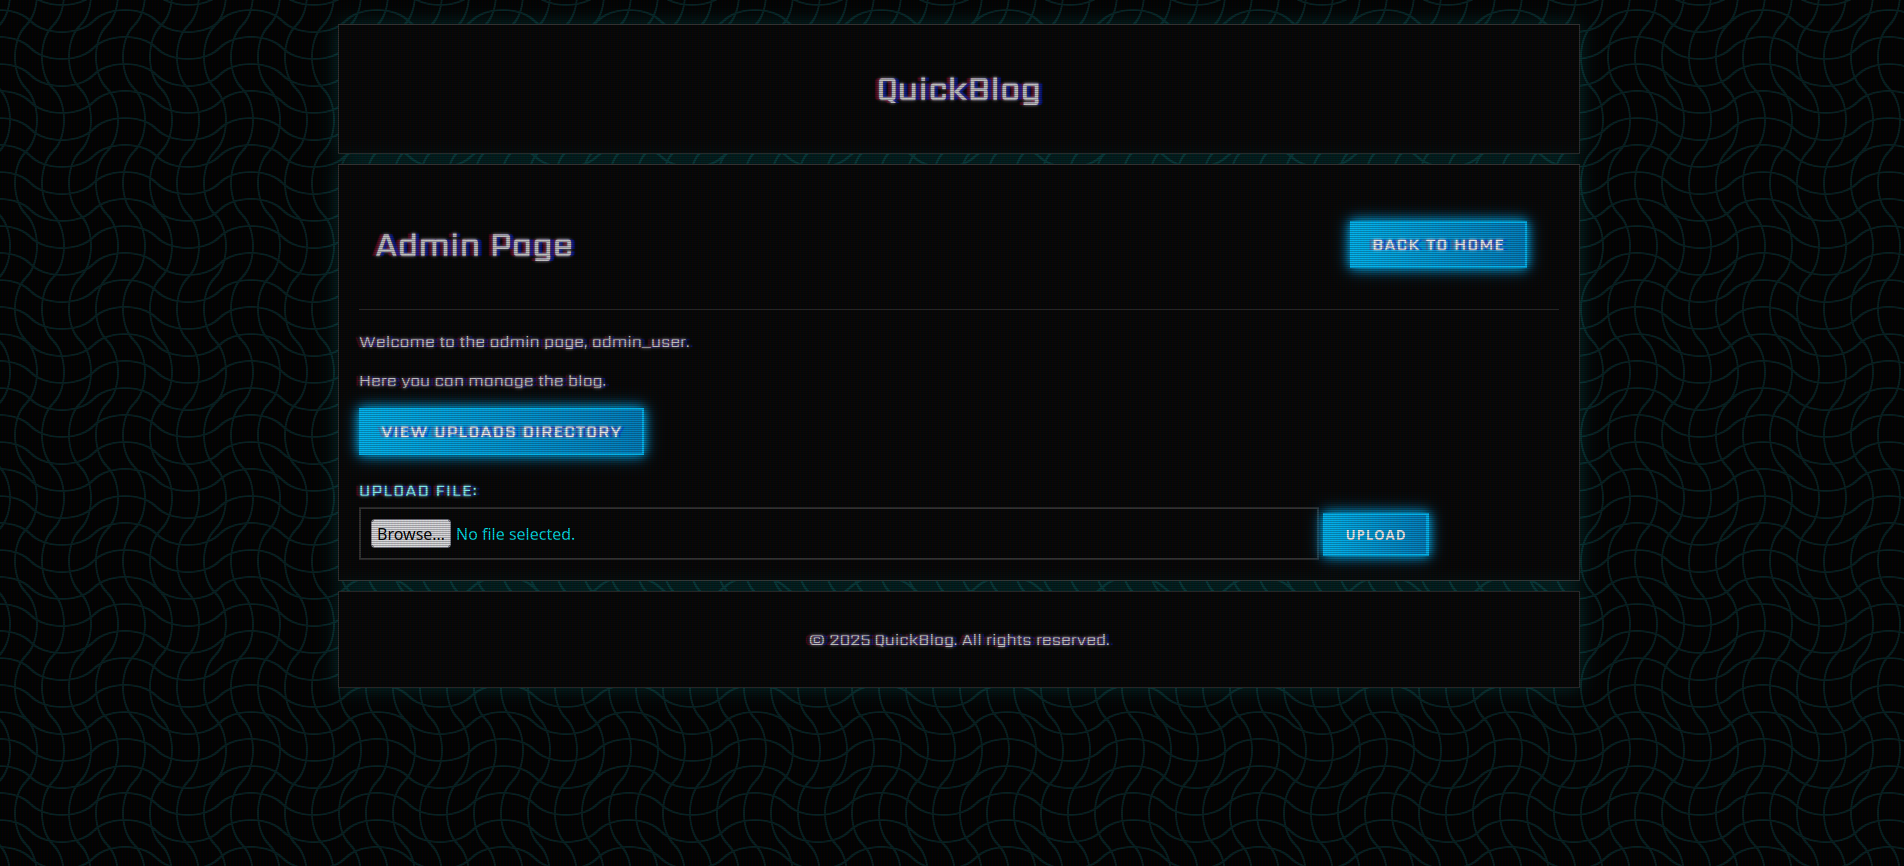 QuickBlog
Admin Page
BACK TO HOME
Welcome to the admin page, admin_user.
Here you can manage the blog.
VIEW UPLOADS DIRECTORY
UPLOAD FILE:
Browse... No file selected.
UPLOAD
© 2025 QuickBlog. All rights reserved.